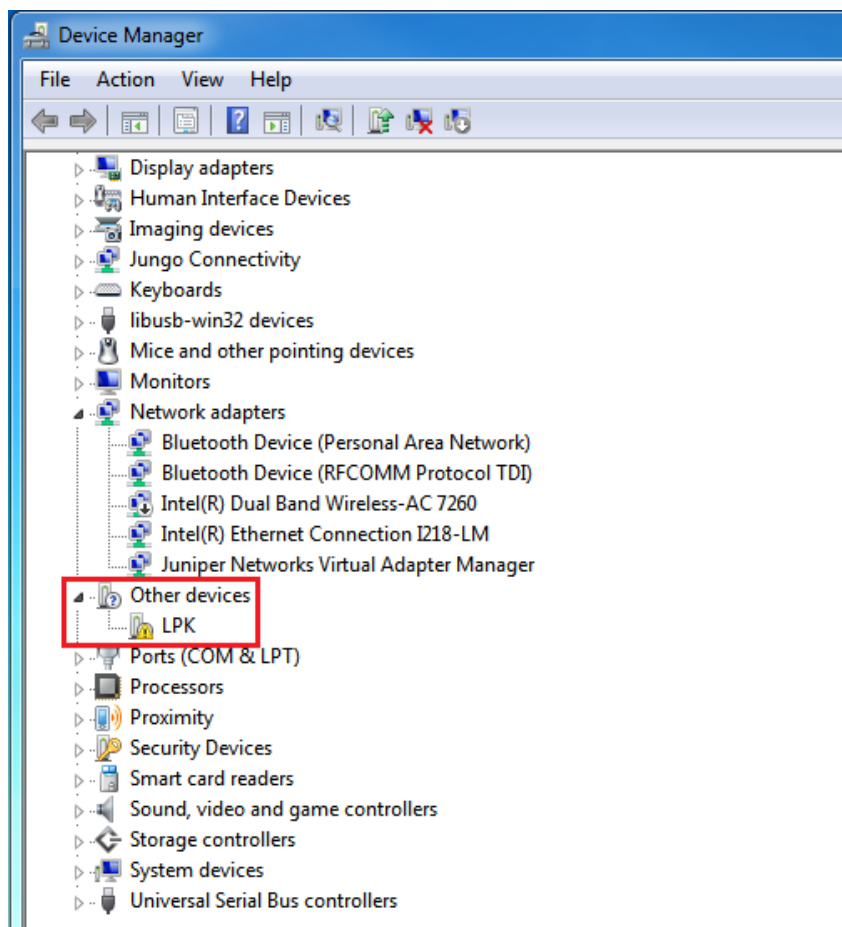 Device Manager
File Action View Help
Display adapters
Human Interface Devices
Imaging devices
Jungo Connectivity
Keyboards
libusb-win32 devices
Mice and other pointing devices
Monitors
Network adapters
Bluetooth Device (Personal Area Network)
Bluetooth Device (RFCOMM Protocol TDI)
Intel(R) Dual Band Wireless-AC 7260
Intel(R) Ethernet Connection I218-LM
Juniper Networks Virtual Adapter Manager
Other devices
LPK
Ports (COM & LPT)
Processors
Proximity
Security Devices
Smart card readers
Sound, video and game controllers
Storage controllers
System devices
Universal Serial Bus controllers